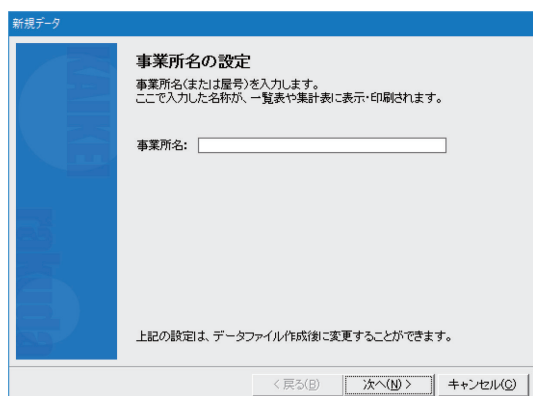 新規データ
事業所名の設定
事業所名(または屋号)を入力します。
ここで入力した名称が、一覧表や集計表に表示・印刷されます。
事業所名:
上記の設定は、データファイル作成後に変更することができます。
< 戻る(B)
次へ(N) >
キャンセル(C)
KAIKEI
rakuda